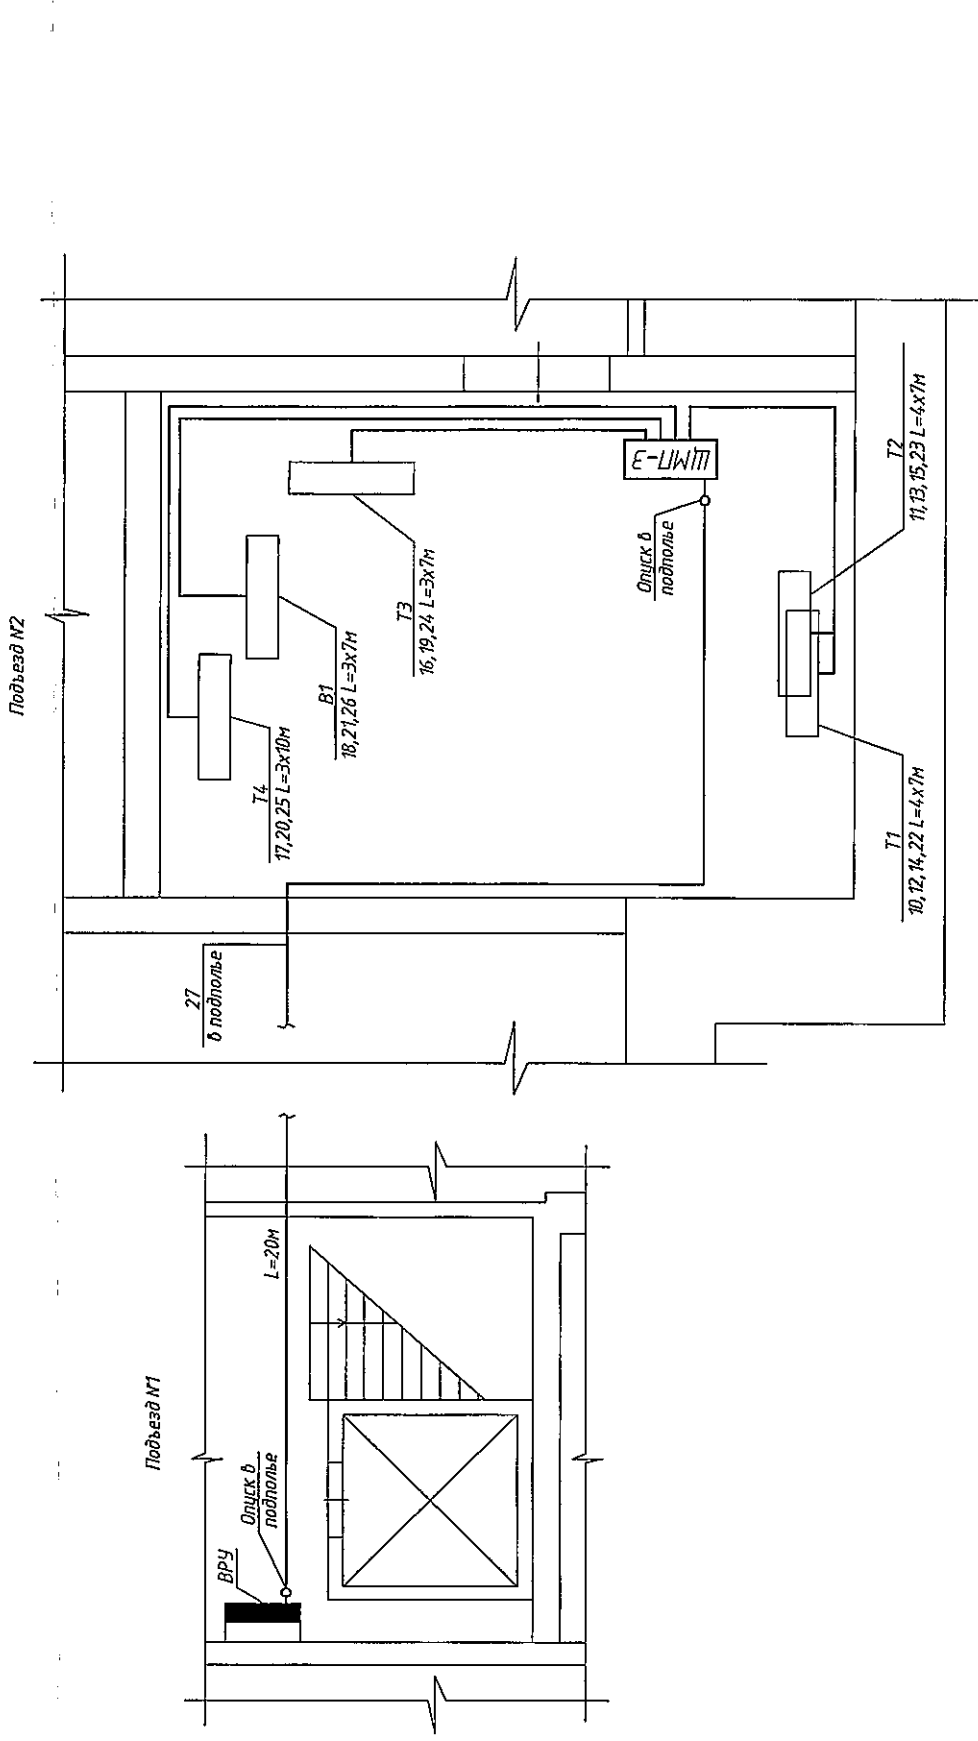 Подъезд №2
Т4
17,20,25 L=3х10м
В1
18,21,26 L=3х7м
Т3
16,19,24 L=3х7м
ЩМП-3
Опуск в
подполье
Т2
11,13,15,23 L=4х7м
Т1
10,12,14,22 L=4х7м
27
в подполье
Подъезд №1
L=20м
Опуск в
подполье
ВРУ